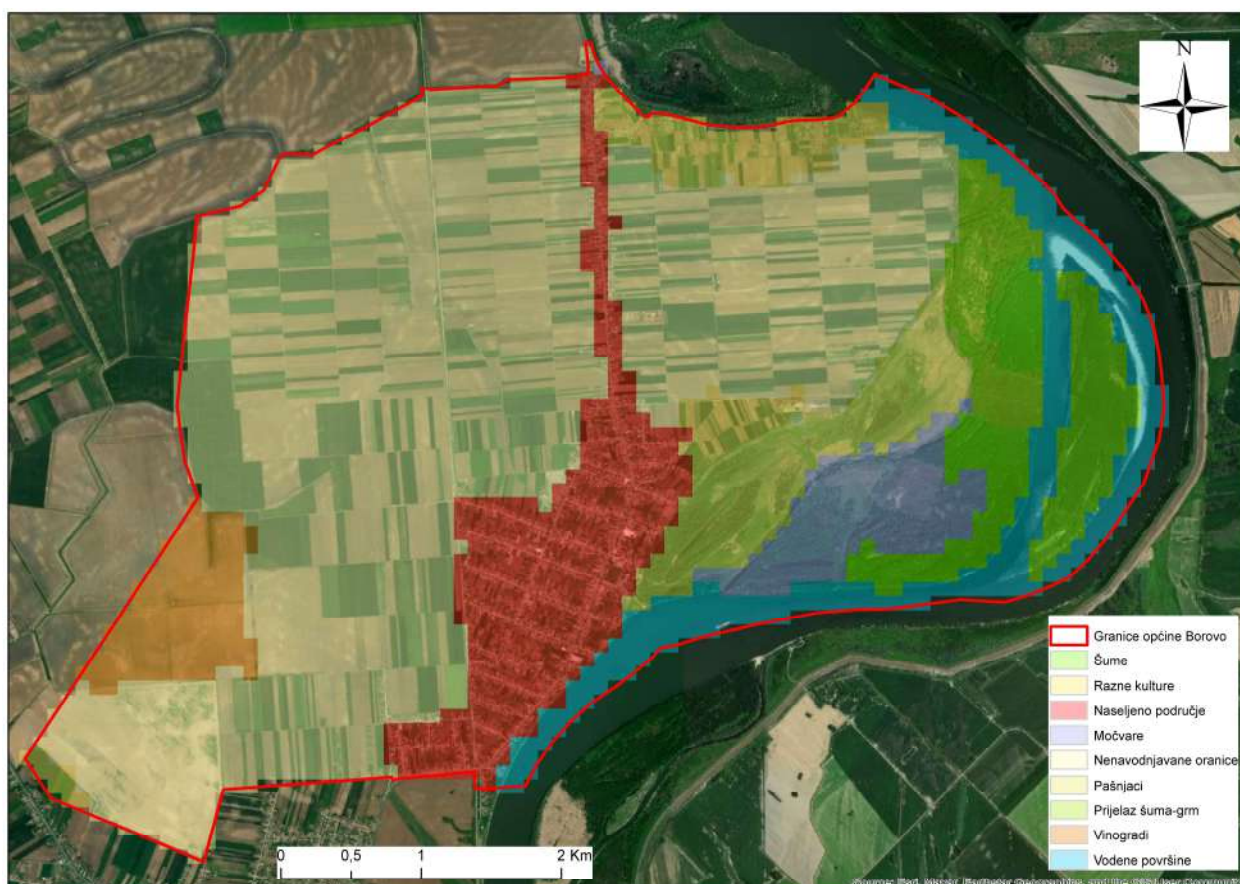 N
Granice općine Borovo
Šume
Razne kulture
Naseljeno područje
Močvare
Nenavodnjavane oranice
Pašnjaci
Prijelaz šuma-grm
Vinogradi
Vodene površine
0 0,5 1 2 Km